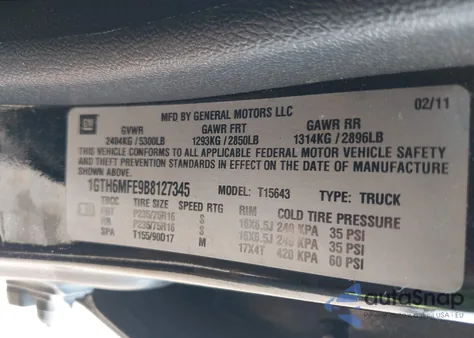 GM
MFD BY GENERAL MOTORS LLC 02/11
GVWR GAWR FRT GAWR RR
2404KG / 5300LB 1293KG / 2850LB 1314KG / 2896LB
THIS VEHICLE CONFORMS TO ALL APPLICABLE FEDERAL MOTOR VEHICLE
SAFETY, BUMPER, AND THEFT PREVENTION STANDARDS IN EFFECT ON THE DATE OF MANUFACTURE
SHOWN ABOVE.
1GTH6MFE9B8127345 MODEL: T15643 TYPE: TRUCK
TIRE SIZE SPEED RTG RIM COLD TIRE PRESSURE
FRT P235/75R16 S 16X6.5J 240 KPA 35 PSI
RR P235/75R16 S 16X6.5J 240 KPA 35 PSI
SPA T155/90D17 M 17X4T 420 KPA 60 PSI
autoSnap